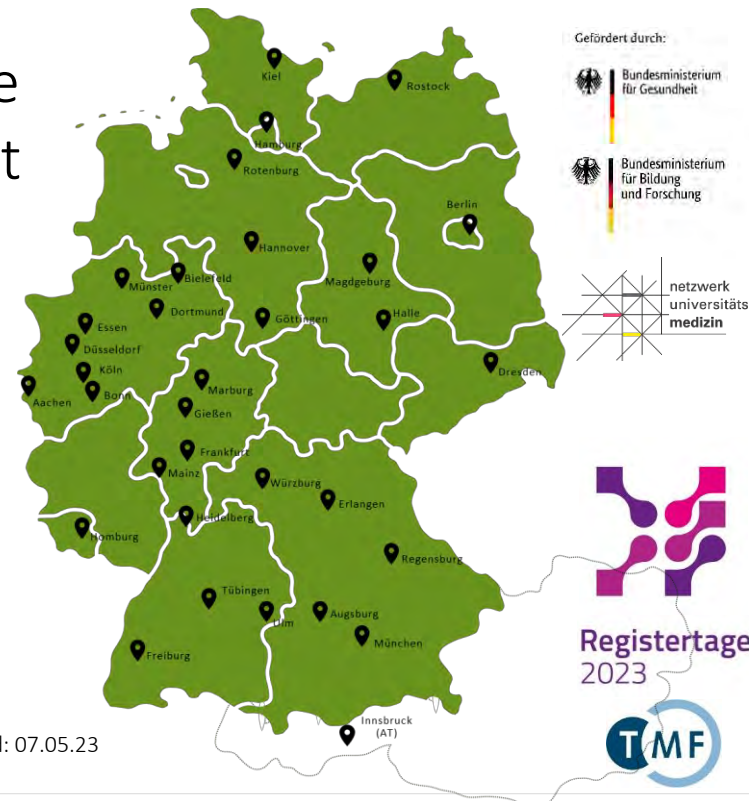 e
t
Gefördert durch:
Bundesministerium
für Gesundheit
Bundesministerium
für Bildung
und Forschung
netzwerk
universitäts
medizin
Kiel
Rostock
Hamburg
Rotenburg
Berlin
Hannover
Magdgeburg
Münster
Bielefeld
Dortmund
Göttingen
Halle
Essen
Düsseldorf
Köln
Bonn
Aachen
Dresden
Marburg
Gießen
Frankfurt
Mainz
Würzburg
Erlangen
Heidelberg
Homburg
Regensburg
Tübingen
Ulm
Augsburg
München
Freiburg
Innsbruck
(AT)
Registertage
2023
TMF
l: 07.05.23